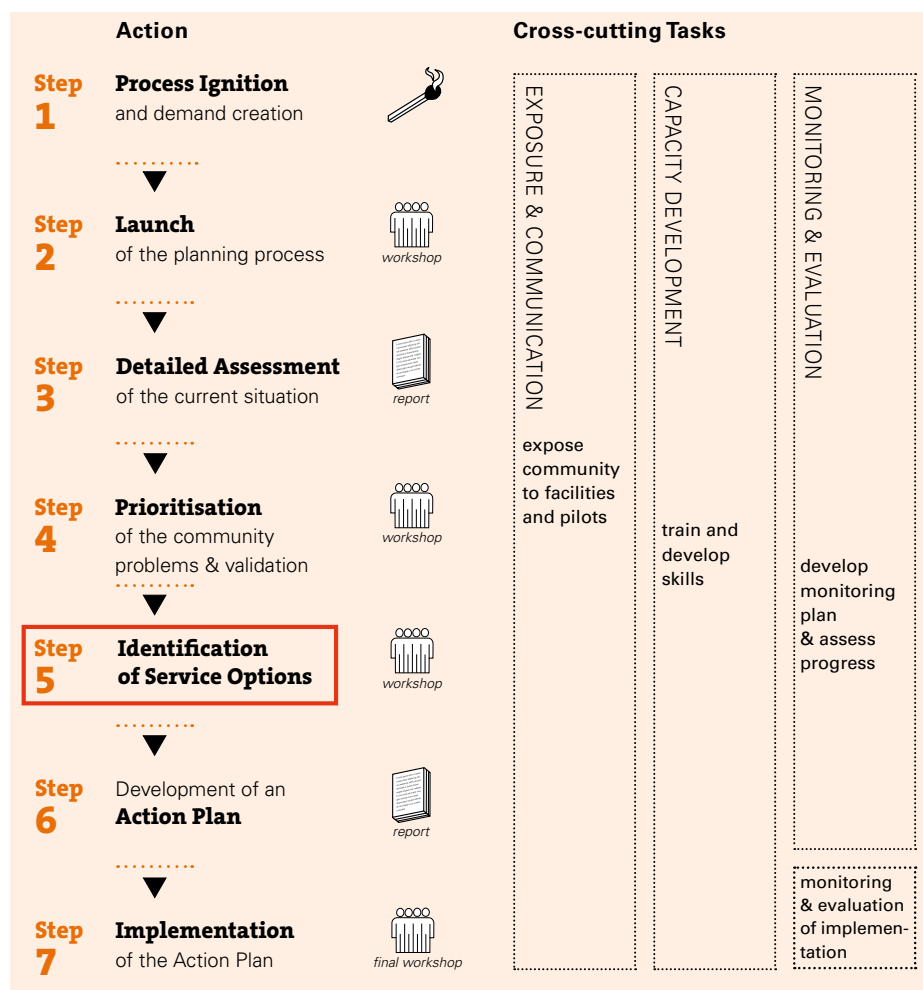 Action
Cross-cutting Tasks
Step
1
Process Ignition
and demand creation
Step
2
Launch
of the planning process
workshop
Step
3
Detailed Assessment
of the current situation
report
Step
4
Prioritisation
of the community
problems & validation
workshop
Step
5
Identification
of Service Options
workshop
Step
6
Development of an
Action Plan
report
Step
7
Implementation
of the Action Plan
final workshop
EXPOSURE & COMMUNICATION
expose
community
to facilities
and pilots
CAPACITY DEVELOPMENT
train and
develop
skills
MONITORING & EVALUATION
develop
monitoring
plan
& assess
progress
monitoring
& evaluation
of implemen-
tation